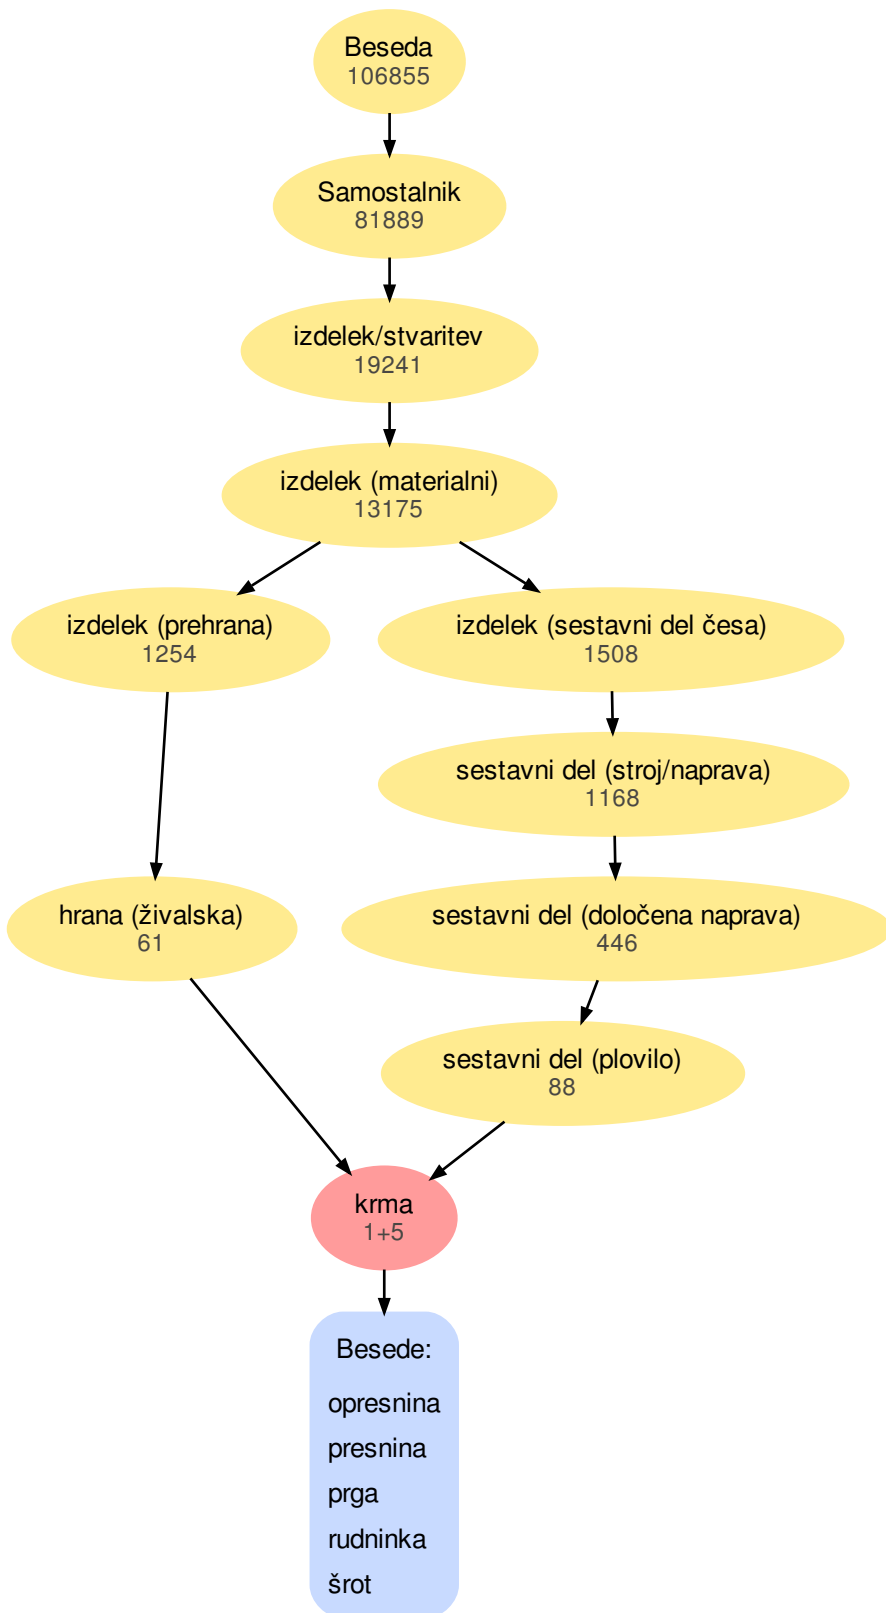 Beseda
106855
Samostalnik
81889
izdelek/stvaritev
19241
izdelek (materialni)
13175
izdelek (prehrana)
1254
izdelek (sestavni del česa)
1508
sestavni del (stroj/naprava)
1168
hrana (živalska)
61
sestavni del (določena naprava)
446
sestavni del (plovilo)
88
krma
1+5
Besede:
opresnina
presnina
prga
rudninka
šrot